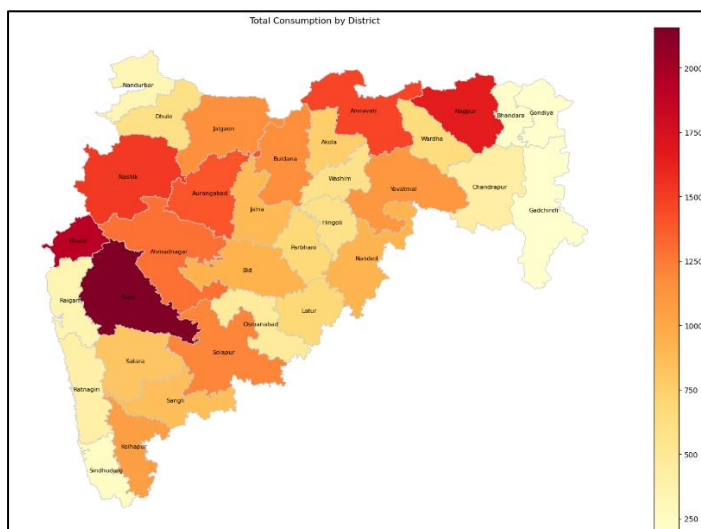 Total Consumption by District
Nandurbar
Dhule
Jalgaon
Buldana
Akola
Amravati
Nagpur
Bhandara
Gondiya
Wardha
Nashik
Aurangabad
Jalna
Washim
Yavatmal
Chandrapur
Gadchiroli
Hingoli
Parbhani
Nanded
Thane
Ahmadnagar
Bid
Raigarh
Pune
Osmanabad
Latur
Solapur
Satara
Ratnagiri
Sangli
Kolhapur
Sindhudurg
2000
1750
1500
1250
1000
750
500
250